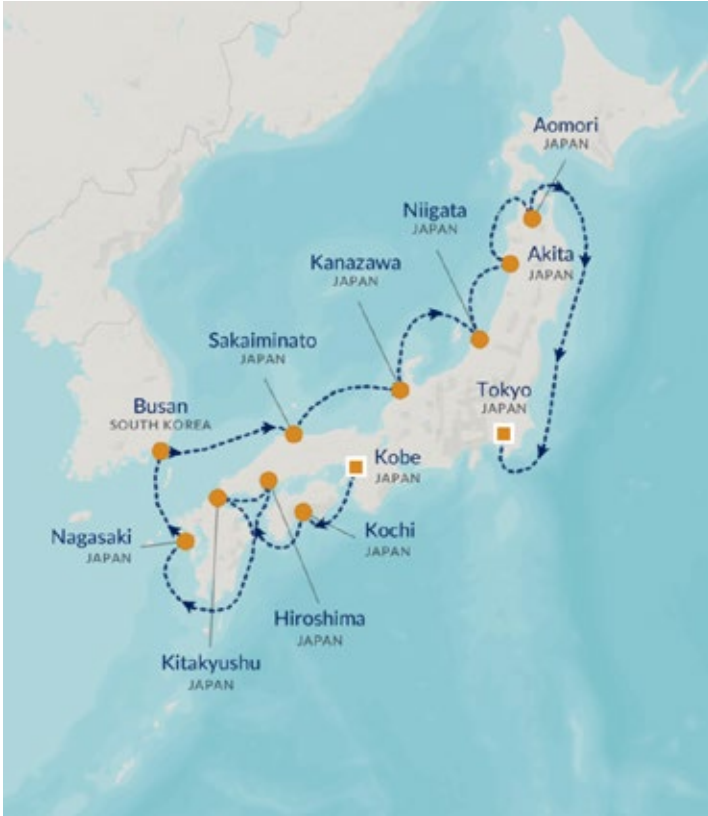 Aomori
JAPAN
Niigata
JAPAN
Akita
JAPAN
Kanazawa
JAPAN
Sakaiminato
JAPAN
Tokyo
JAPAN
Busan
SOUTH KOREA
Kobe
JAPAN
Nagasaki
JAPAN
Kochi
JAPAN
Hiroshima
JAPAN
Kitakyushu
JAPAN